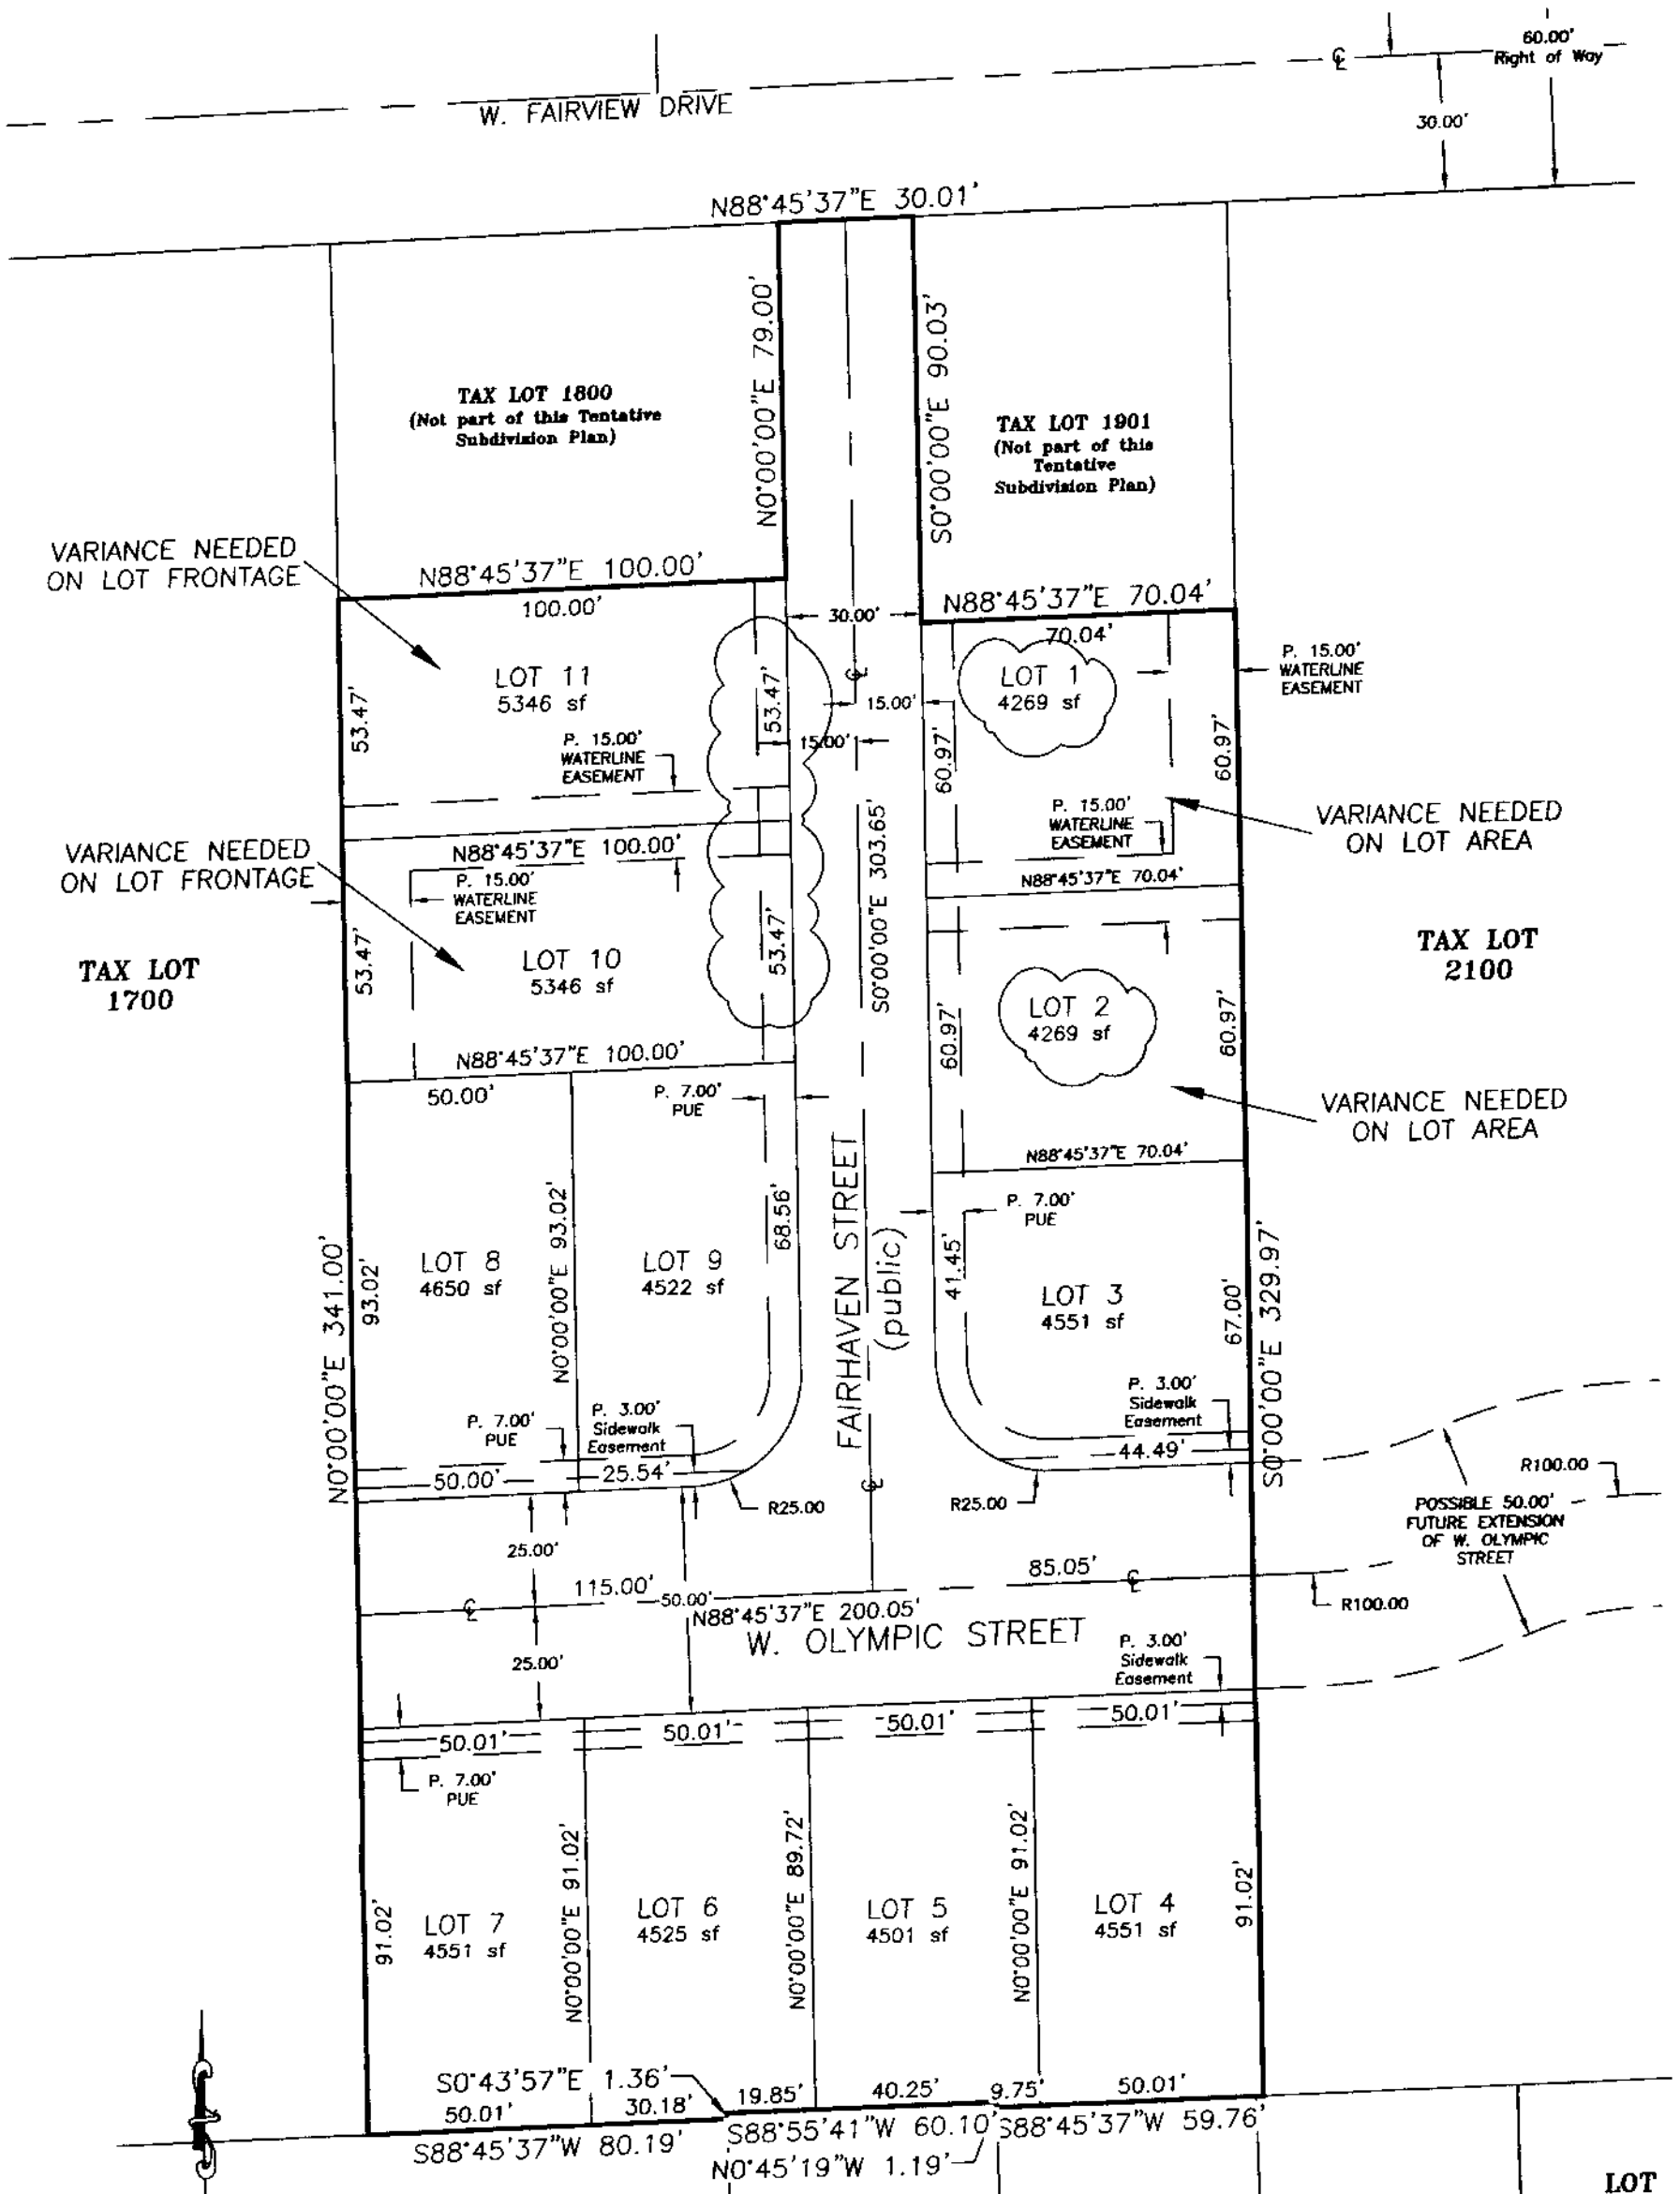 60.00'
Right of Way
℄
W. FAIRVIEW DRIVE
30.00'
N88°45'37"E 30.01'
N0°00'00"E 79.00'
S0°00'00"E 90.03'
TAX LOT 1800
(Not part of this Tentative
Subdivision Plan)
TAX LOT 1901
(Not part of this
Tentative
Subdivision Plan)
VARIANCE NEEDED
ON LOT FRONTAGE
N88°45'37"E 100.00'
100.00'
30.00'
N88°45'37"E 70.04'
70.04'
LOT 11
5346 sf
53.47'
53.47'
℄
15.00'
15.00'
LOT 1
4269 sf
P. 15.00'
WATERLINE
EASEMENT
P. 15.00'
WATERLINE
EASEMENT
60.97'
60.97'
P. 15.00'
WATERLINE
EASEMENT
VARIANCE NEEDED
ON LOT AREA
VARIANCE NEEDED
ON LOT FRONTAGE
N88°45'37"E 100.00'
P. 15.00'
WATERLINE
EASEMENT
S0°00'00"E 303.65'
N88°45'37"E 70.04'
TAX LOT
1700
53.47'
LOT 10
5346 sf
53.47'
TAX LOT
2100
LOT 2
4269 sf
60.97'
60.97'
N88°45'37"E 100.00'
50.00'
P. 7.00'
PUE
VARIANCE NEEDED
ON LOT AREA
N88°45'37"E 70.04'
FAIRHAVEN STREET
(public)
P. 7.00'
PUE
N0°00'00"E 341.00'
93.02'
LOT 8
4650 sf
N0°00'00"E 93.02'
LOT 9
4522 sf
68.56'
41.45'
LOT 3
4551 sf
67.00'
S0°00'00"E 329.97'
P. 7.00'
PUE
P. 3.00'
Sidewalk
Easement
P. 3.00'
Sidewalk
Easement
50.00'
25.54'
44.49'
R25.00
℄
R25.00
R100.00
POSSIBLE 50.00'
FUTURE EXTENSION
OF W. OLYMPIC
STREET
25.00'
115.00'
50.00'
85.05'
℄
℄
R100.00
N88°45'37"E 200.05'
W. OLYMPIC STREET
25.00'
P. 3.00'
Sidewalk
Easement
50.01'
50.01'
50.01'
50.01'
P. 7.00'
PUE
91.02'
LOT 7
4551 sf
N0°00'00"E 91.02'
LOT 6
4525 sf
N0°00'00"E 89.72'
LOT 5
4501 sf
N0°00'00"E 91.02'
LOT 4
4551 sf
91.02'
S0°43'57"E 1.36'
50.01'
30.18'
19.85'
40.25'
9.75'
50.01'
S88°45'37"W 80.19'
S88°55'41"W 60.10'
S88°45'37"W 59.76'
N0°45'19"W 1.19'
LOT